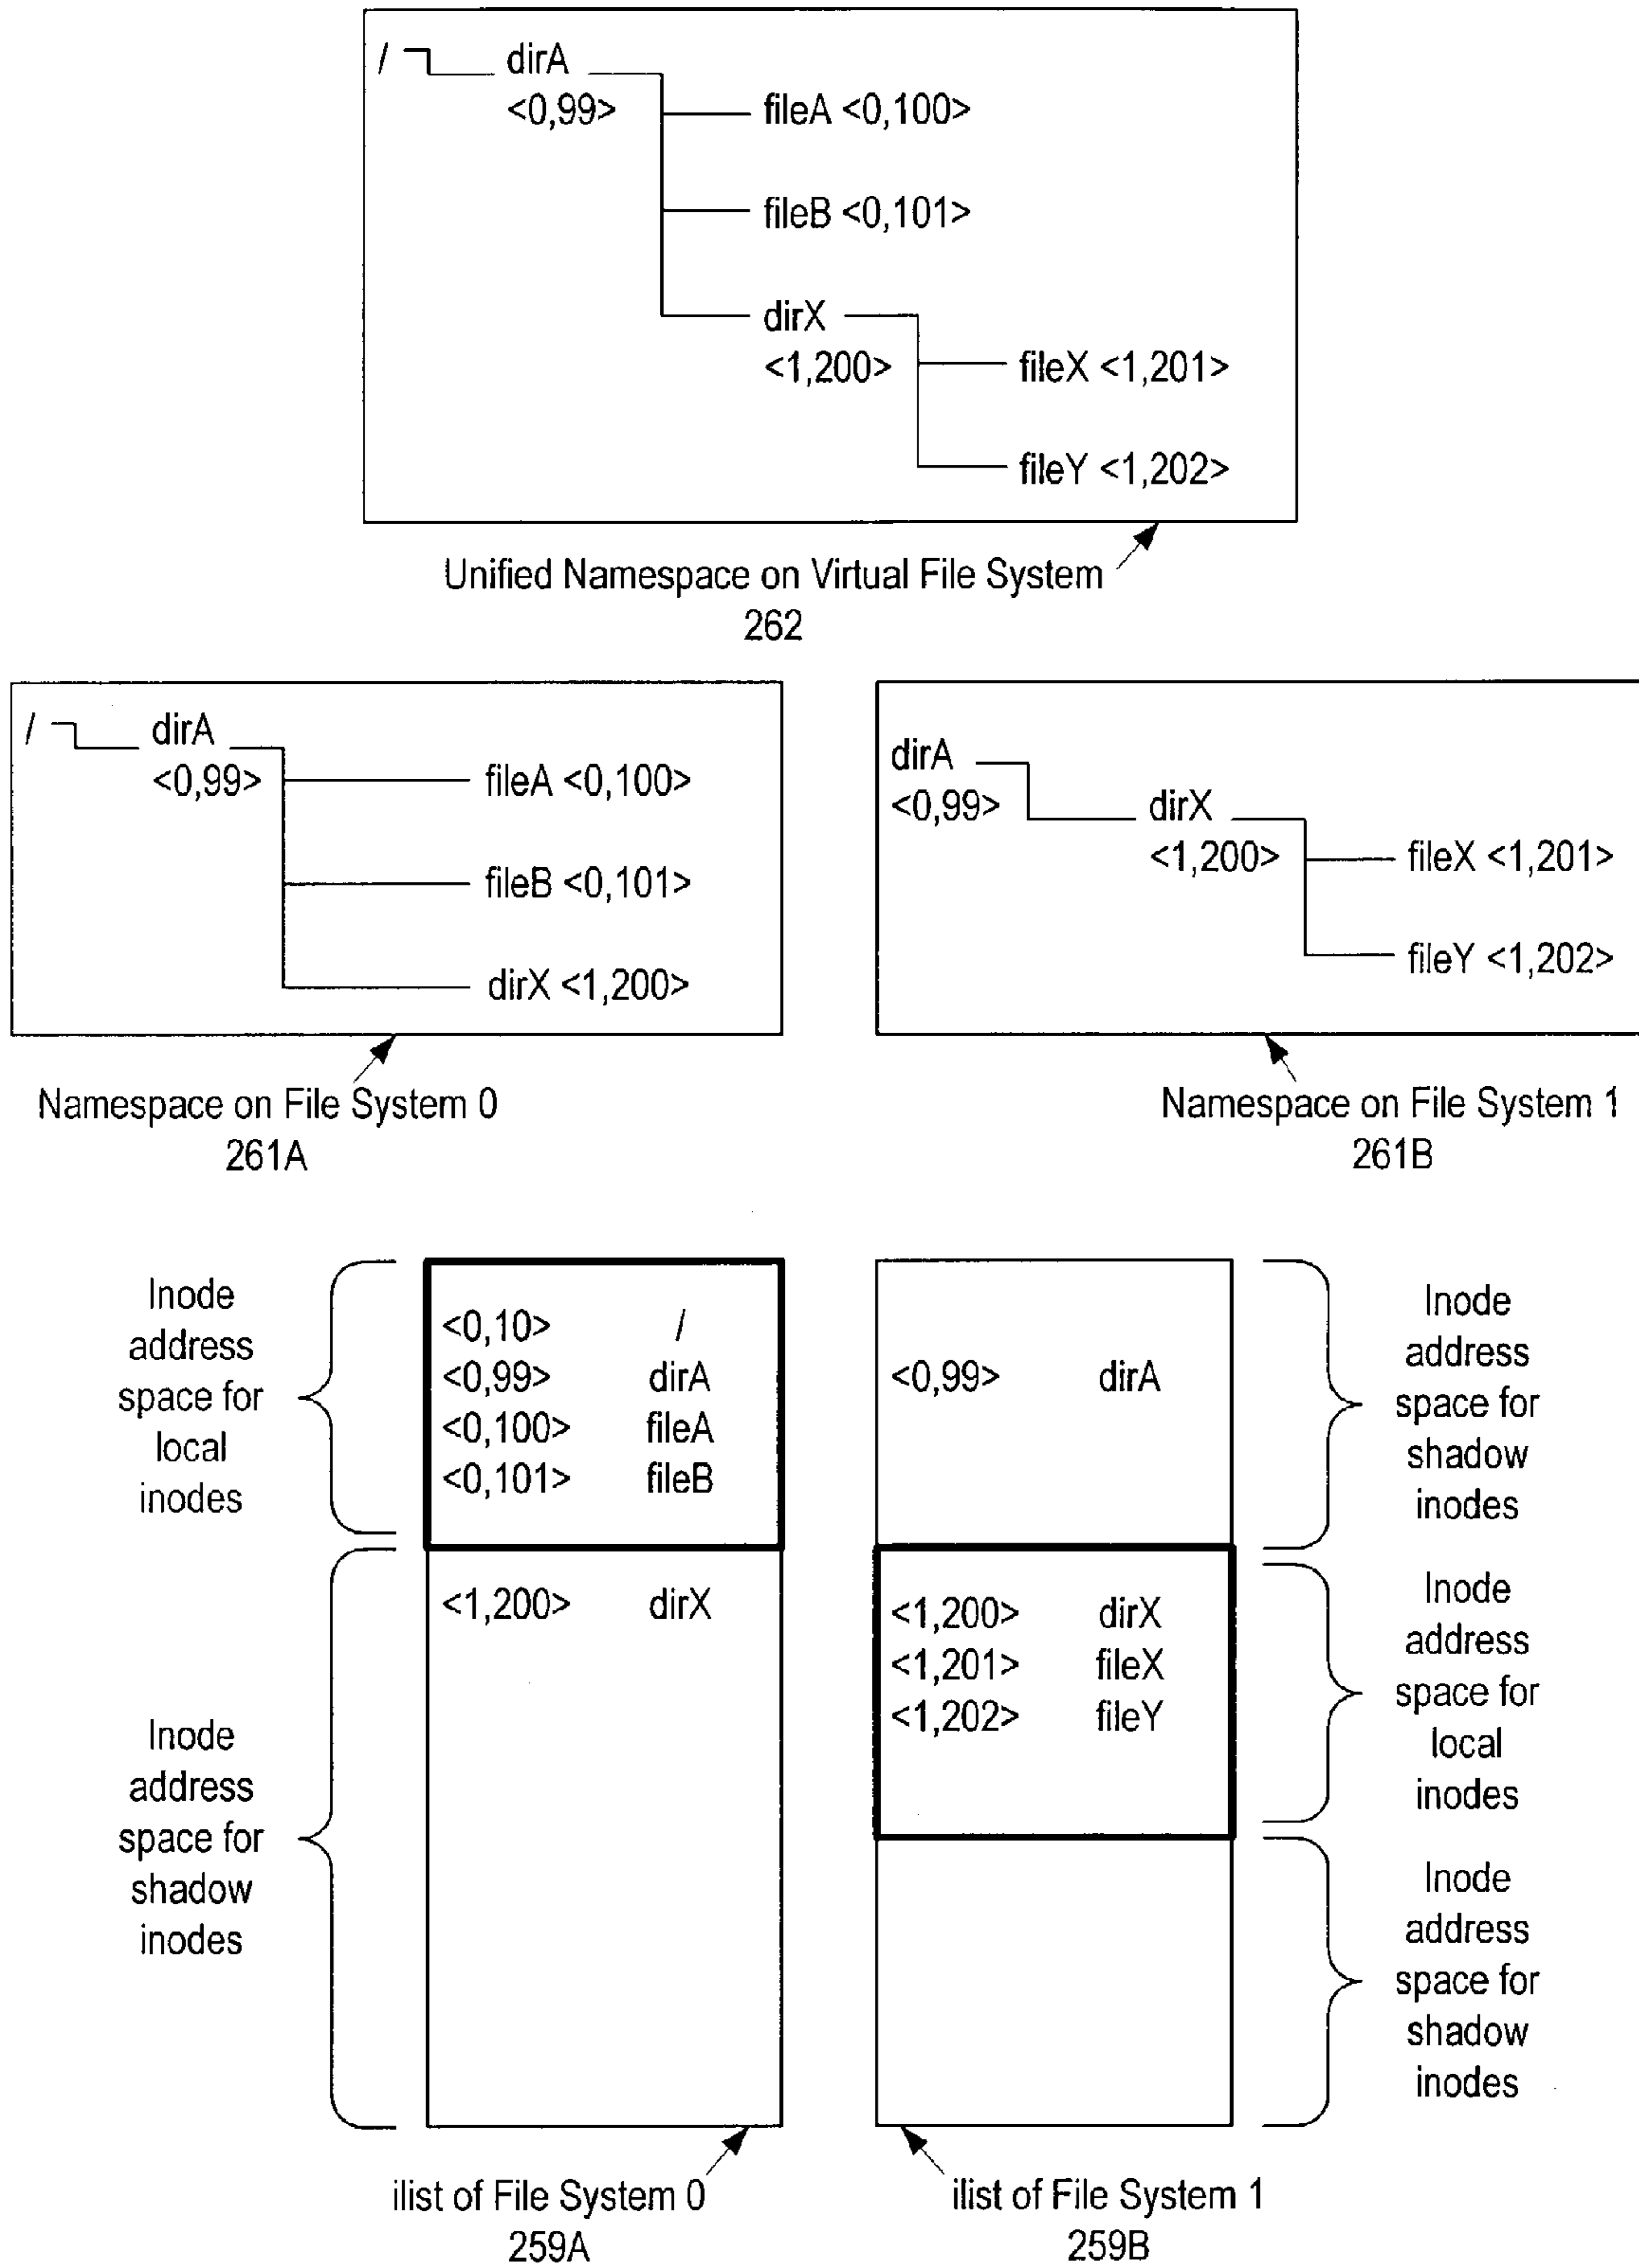 / dirA
<0,99>
fileA <0,100>
fileB <0,101>
dirX
<1,200>
fileX <1,201>
fileY <1,202>
Unified Namespace on Virtual File System
262
/ dirA
<0,99>
fileA <0,100>
fileB <0,101>
dirX <1,200>
Namespace on File System 0
261A
dirA
<0,99>
dirX
<1,200>
fileX <1,201>
fileY <1,202>
Namespace on File System 1
261B
Inode
address
space for
local
inodes
<0,10> /
<0,99> dirA
<0,100> fileA
<0,101> fileB
Inode
address
space for
shadow
inodes
<1,200> dirX
ilist of File System 0
259A
<0,99> dirA
Inode
address
space for
shadow
inodes
<1,200> dirX
<1,201> fileX
<1,202> fileY
Inode
address
space for
local
inodes
Inode
address
space for
shadow
inodes
ilist of File System 1
259B